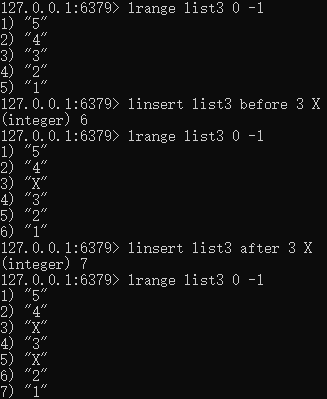 127.0.0.1:6379> lrange list3 0 -1
1) "5"
2) "4"
3) "3"
4) "2"
5) "1"
127.0.0.1:6379> linsert list3 before 3 X
(integer) 6
127.0.0.1:6379> lrange list3 0 -1
1) "5"
2) "4"
3) "X"
4) "3"
5) "2"
6) "1"
127.0.0.1:6379> linsert list3 after 3 X
(integer) 7
127.0.0.1:6379> lrange list3 0 -1
1) "5"
2) "4"
3) "X"
4) "3"
5) "X"
6) "2"
7) "1"